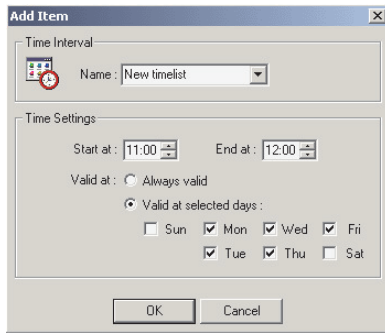 Add Item
Time Interval
Name : New timelist
Time Settings
Start at : 11:00 End at : 12:00
Valid at : Always valid
Valid at selected days :
Sun Mon Wed Fri
Tue Thu Sat
OK Cancel